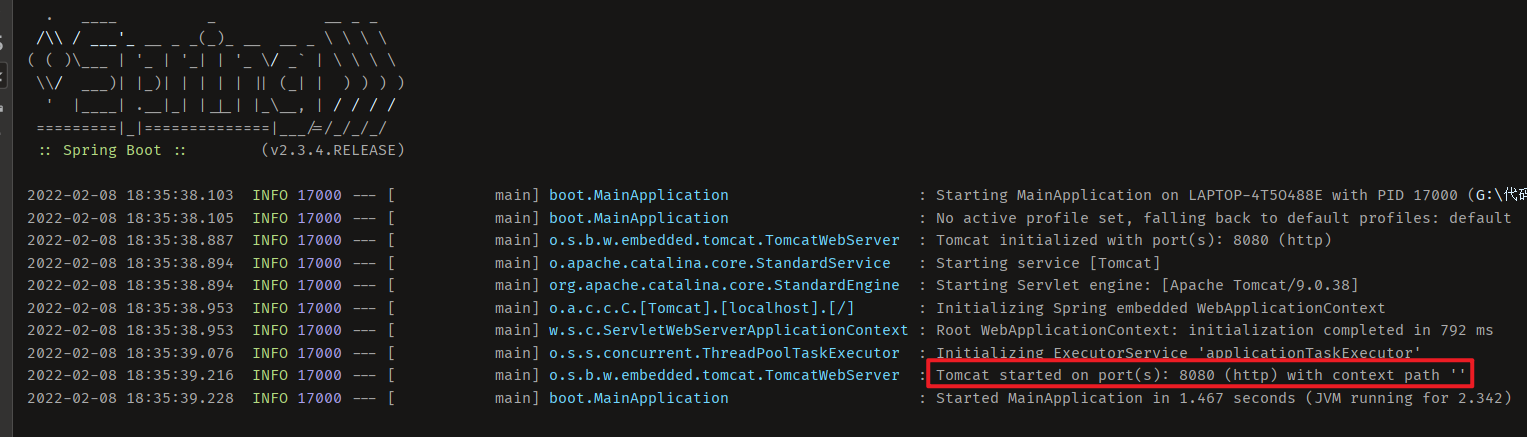 .   ____          _            __ _ _
 /\\ / ___'_ __ _ _(_)_ __  __ _ \ \ \ \
( ( )\___ | '_ | '_| | '_ \/ _` | \ \ \ \
 \\/  ___)| |_)| | | | | || (_| |  ) ) ) )
  '  |____| .__|_| |_|_| |_\__, | / / / /
 =========|_|==============|___/=/_/_/_/
 :: Spring Boot ::        (v2.3.4.RELEASE)
2022-02-08 18:35:38.103  INFO 17000 --- [           main] boot.MainApplication                     : Starting MainApplication on LAPTOP-4T5O488E with PID 17000 (G:\代码
2022-02-08 18:35:38.105  INFO 17000 --- [           main] boot.MainApplication                     : No active profile set, falling back to default profiles: default
2022-02-08 18:35:38.887  INFO 17000 --- [           main] o.s.b.w.embedded.tomcat.TomcatWebServer  : Tomcat initialized with port(s): 8080 (http)
2022-02-08 18:35:38.894  INFO 17000 --- [           main] o.apache.catalina.core.StandardService   : Starting service [Tomcat]
2022-02-08 18:35:38.894  INFO 17000 --- [           main] org.apache.catalina.core.StandardEngine  : Starting Servlet engine: [Apache Tomcat/9.0.38]
2022-02-08 18:35:38.953  INFO 17000 --- [           main] o.a.c.c.C.[Tomcat].[localhost].[/]       : Initializing Spring embedded WebApplicationContext
2022-02-08 18:35:38.953  INFO 17000 --- [           main] w.s.c.ServletWebServerApplicationContext : Root WebApplicationContext: initialization completed in 792 ms
2022-02-08 18:35:39.076  INFO 17000 --- [           main] o.s.s.concurrent.ThreadPoolTaskExecutor  : Initializing ExecutorService 'applicationTaskExecutor'
2022-02-08 18:35:39.216  INFO 17000 --- [           main] o.s.b.w.embedded.tomcat.TomcatWebServer  : Tomcat started on port(s): 8080 (http) with context path ''
2022-02-08 18:35:39.228  INFO 17000 --- [           main] boot.MainApplication                     : Started MainApplication in 1.467 seconds (JVM running for 2.342)